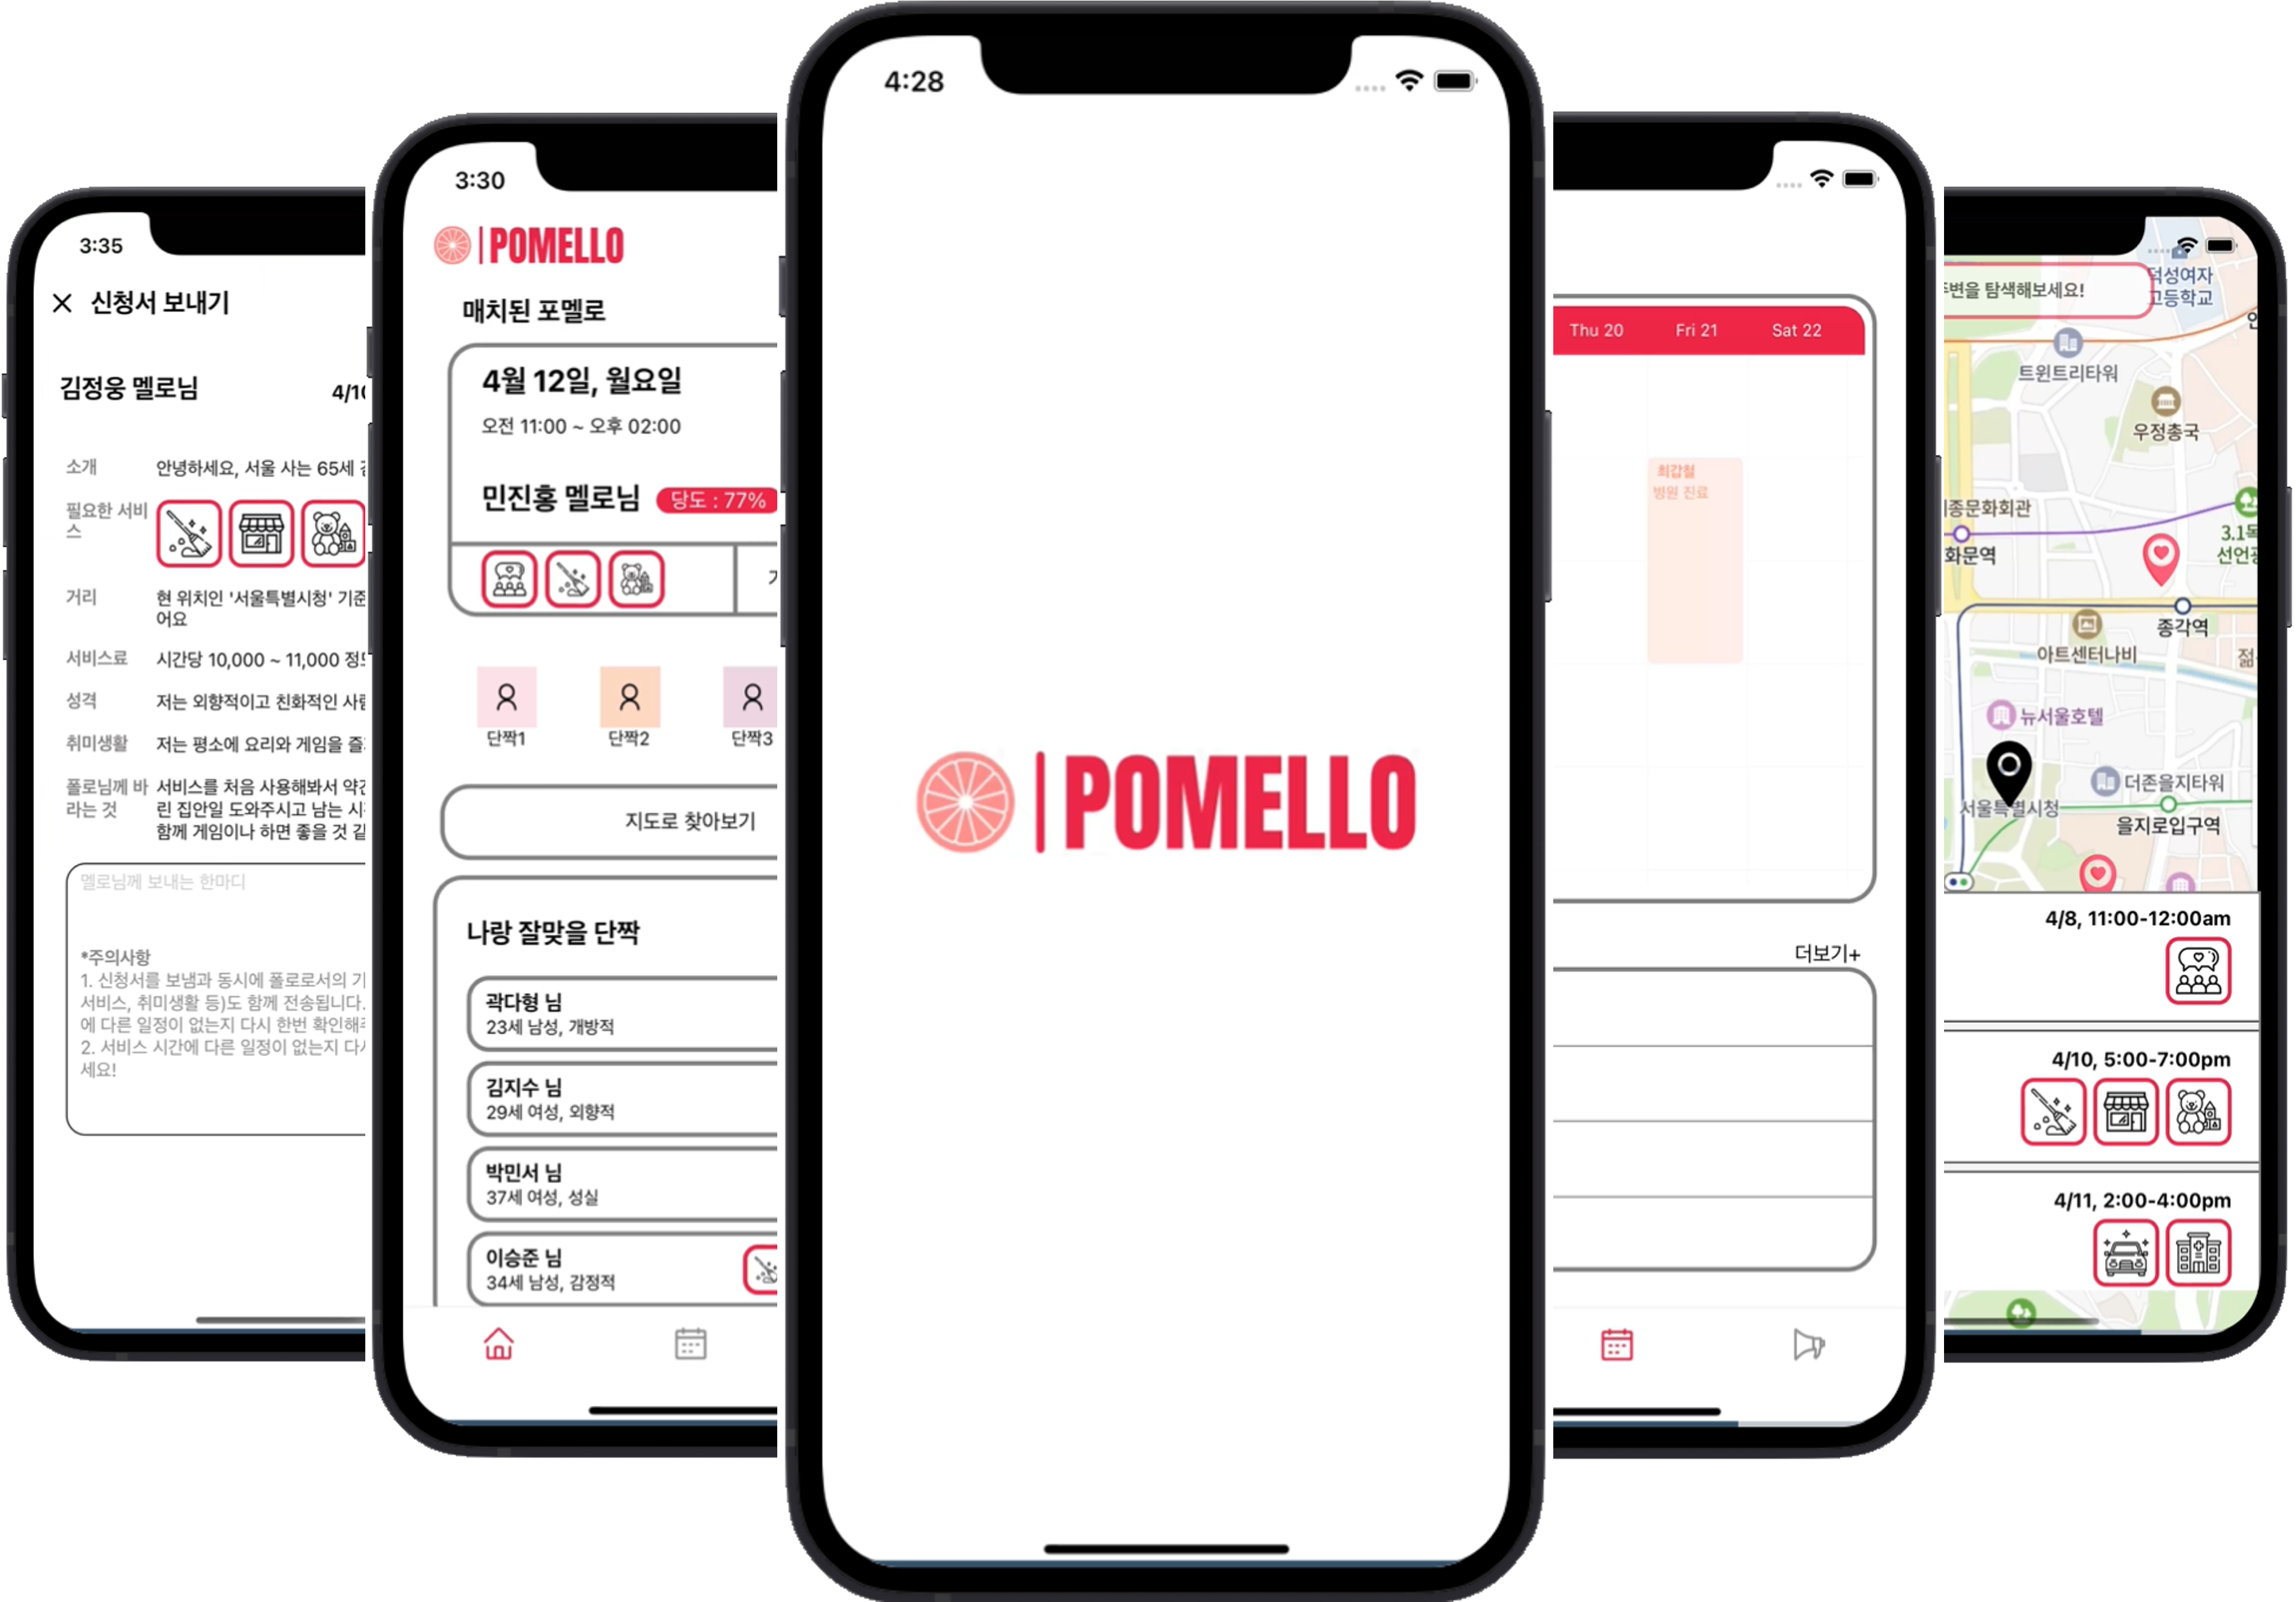 3:35
신청서 보내기
김정웅 멜로님
소개
안녕하세요, 서울 사는 65세
필요한 서비
스
거리
현 위치인 '서울특별시청' 기준
어요
서비스료
시간당 10,000 ~ 11,000
성격
저는 외향적이고 친화적인
취미생활
저는 평소에 요리와 게임을
폴로님께 바
라는 것
서비스를 처음 사용해봐서
린 집안일 도와주시고 남는
함께 게임이나 하면 좋을 것
멜로님께 보내는 한마디
*주의사항
1. 신청서를 보냄과 동시에 폴로로서의
서비스, 취미생활 등)도 함께 전송됩니다.
에 다른 일정이 없는지 다시 한번
2. 서비스 시간에 다른 일정이 없는지
세요!
3:30
POMELLO
매치된 포멜로
4월 12일, 월요일
오전 11:00 ~ 오후 02:00
민진홍 멜로님
당도 : 77%
단짝1
단짝2
단짝3
지도로 찾아보기
나랑 잘맞을 단짝
곽다형 님
23세 남성, 개방적
김지수 님
29세 여성, 외향적
박민서 님
37세 여성, 성실
이승준 님
34세 남성, 감정적
4:28
POMELLO
Thu 20 Fri 21 Sat 22
최갑철
병원 진료
더보기+
변을 탐색해보세요!
덕성여자
고등학교
트윈트리타워
우정총국
종문화회관
화문역
종각역
아트센터나비
뉴서울호텔
더존을지타워
서울특별시청
을지로입구역
4/8, 11:00-12:00am
4/10, 5:00-7:00pm
4/11, 2:00-4:00pm